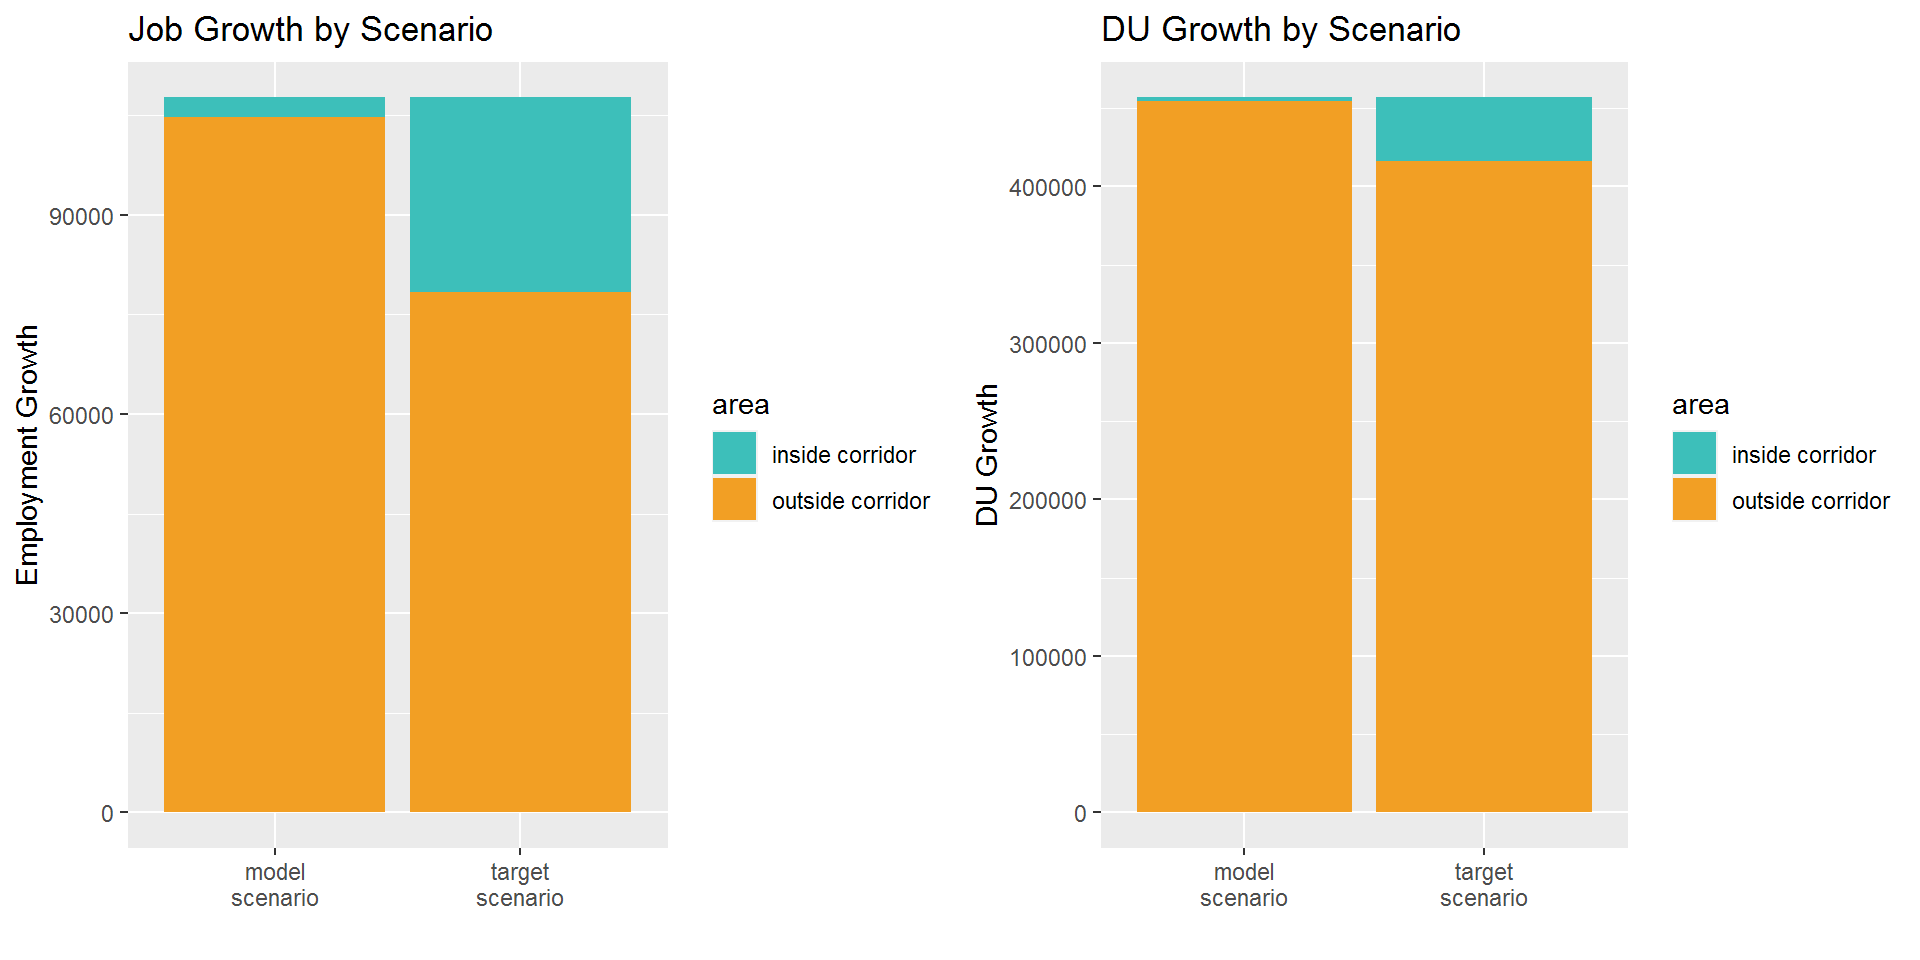 Job Growth by Scenario
Employment Growth
90000
60000
30000
0
model
scenario
target
scenario
area
inside corridor
outside corridor
DU Growth by Scenario
DU Growth
400000
300000
200000
100000
0
model
scenario
target
scenario
area
inside corridor
outside corridor